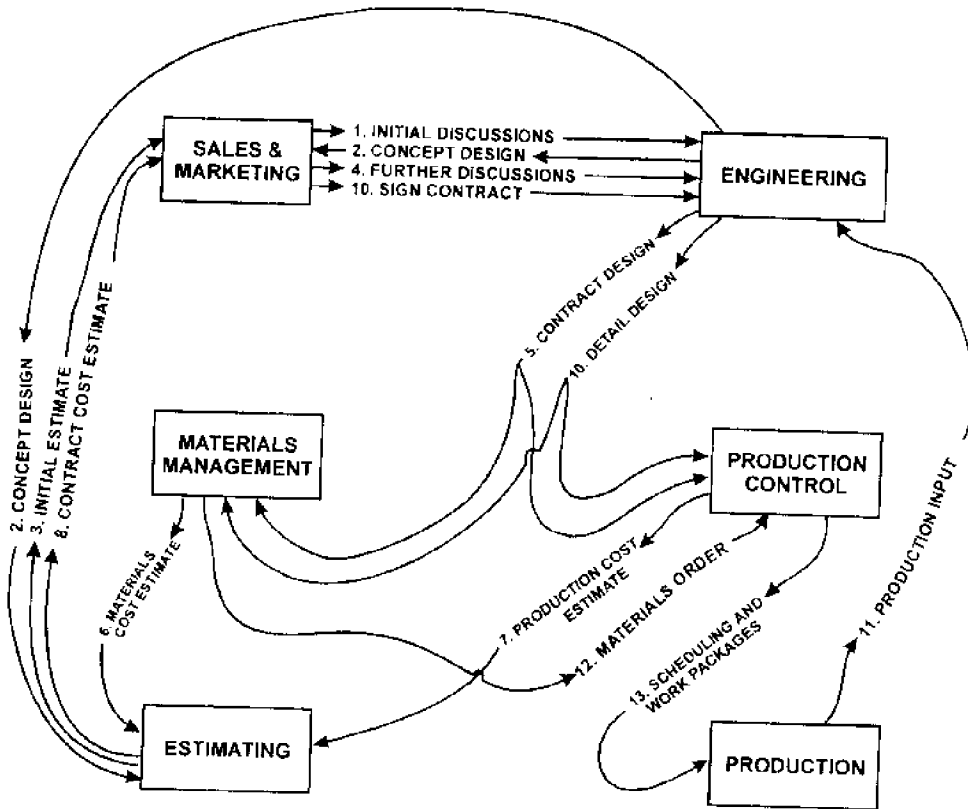 1. INITIAL DISCUSSIONS
2. CONCEPT DESIGN
4. FURTHER DISCUSSIONS
10. SIGN CONTRACT
SALES &
MARKETING
ENGINEERING
5. CONTRACT DESIGN
10. DETAIL DESIGN
2. CONCEPT DESIGN
3. INITIAL ESTIMATE
8. CONTRACT COST ESTIMATE
MATERIALS
MANAGEMENT
PRODUCTION
CONTROL
6. MATERIALS
COST ESTIMATE
7. PRODUCTION COST
ESTIMATE
12. MATERIALS ORDER
11. PRODUCTION INPUT
13. SCHEDULING AND
WORK PACKAGES
ESTIMATING
PRODUCTION